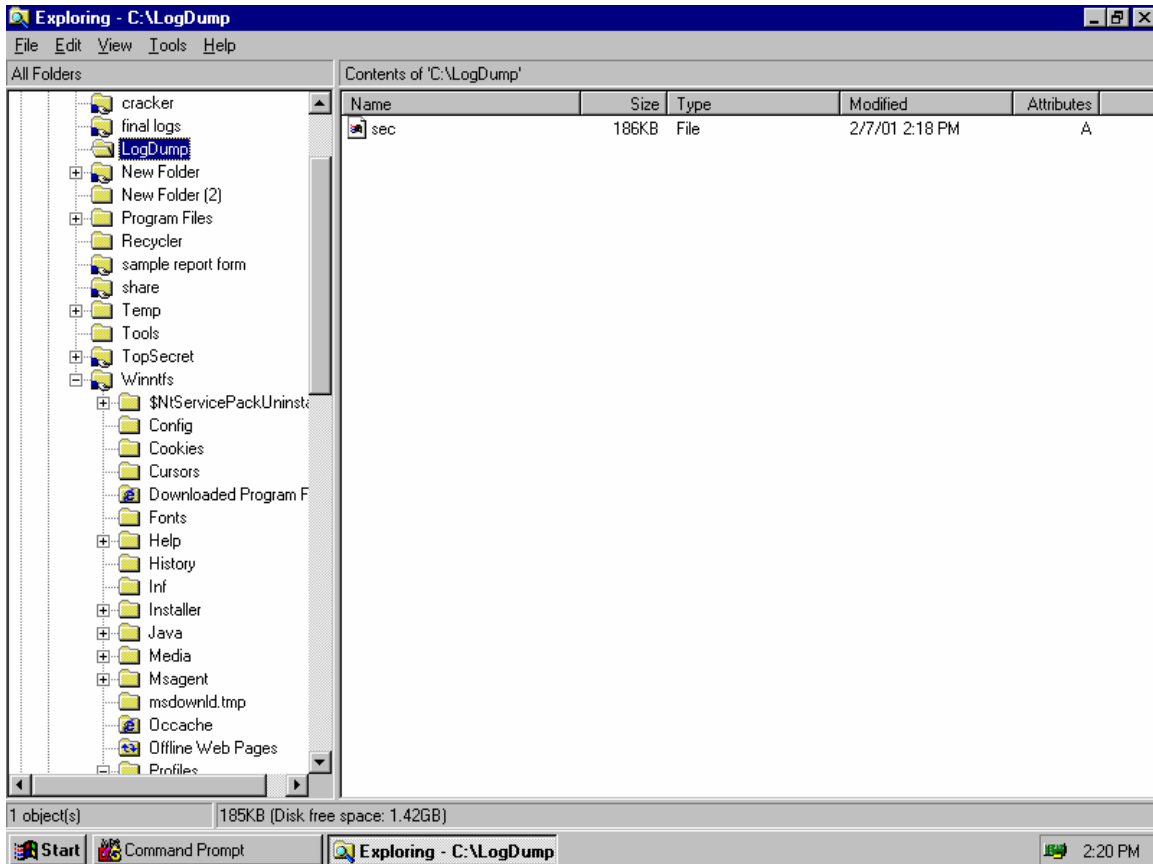 Exploring - C:\LogDump
File Edit View Tools Help
All Folders
Contents of 'C:\LogDump'
cracker
final logs
LogDump
New Folder
New Folder (2)
Program Files
Recycler
sample report form
share
Temp
Tools
TopSecret
Winntfs
$NtServicePackUninsta
Config
Cookies
Cursors
Downloaded Program F
Fonts
Help
History
Inf
Installer
Java
Media
Msagent
msdownld.tmp
Occache
Offline Web Pages
Profiles
Name Size Type Modified Attributes
sec 186KB File 2/7/01 2:18 PM A
1 object(s) 185KB (Disk free space: 1.42GB)
Start Command Prompt Exploring - C:\LogDump 2:20 PM